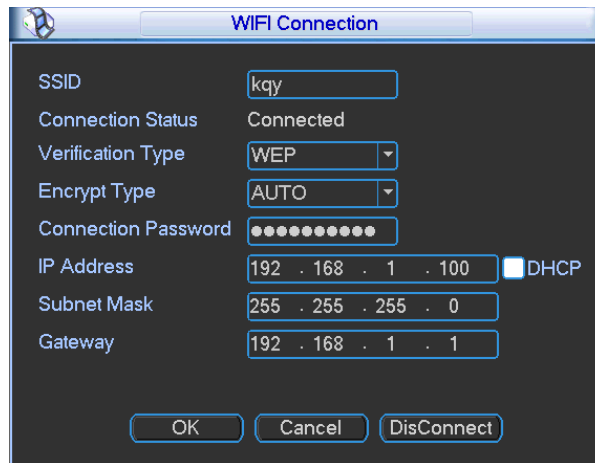 WIFI Connection
SSID kqy
Connection Status Connected
Verification Type WEP
Encrypt Type AUTO
Connection Password ●●●●●●●●●●
IP Address 192 . 168 . 1 . 100 DHCP
Subnet Mask 255 . 255 . 255 . 0
Gateway 192 . 168 . 1 . 1
OK Cancel DisConnect